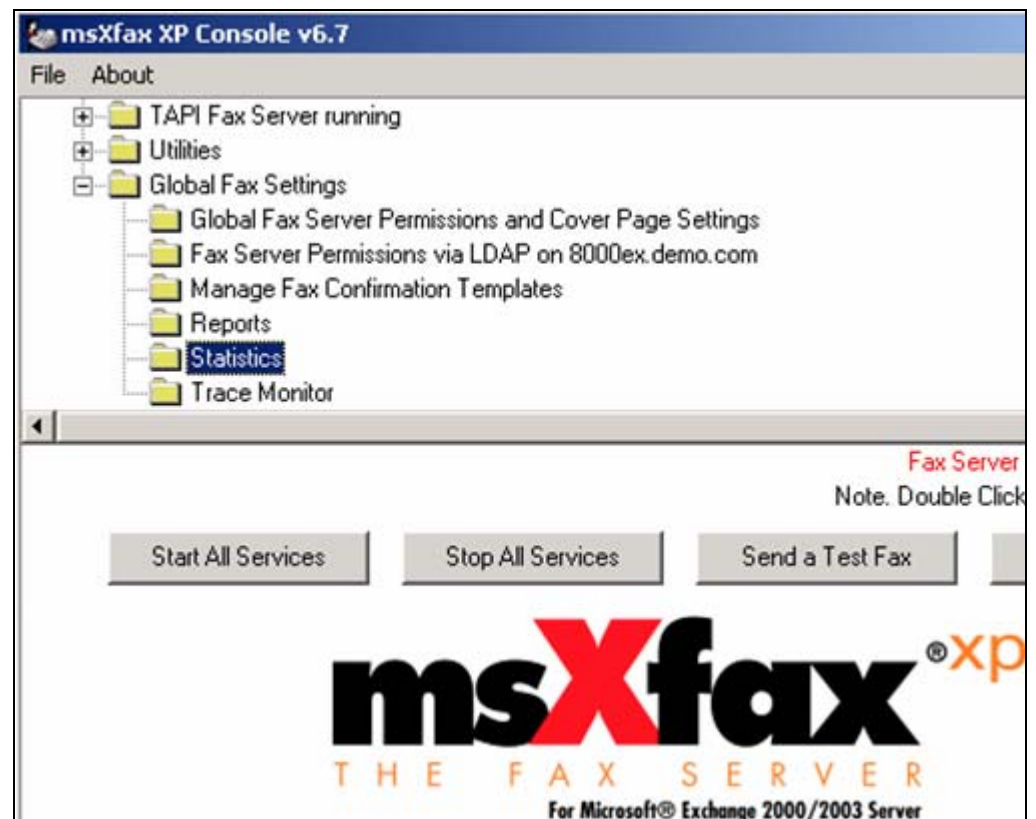 msXfax XP Console v6.7
File About
TAPI Fax Server running
Utilities
Global Fax Settings
Global Fax Server Permissions and Cover Page Settings
Fax Server Permissions via LDAP on 8000ex.demo.com
Manage Fax Confirmation Templates
Reports
Statistics
Trace Monitor
Fax Server
Note. Double Click
Start All Services Stop All Services Send a Test Fax
msXfax®xp
THE FAX SERVER
For Microsoft® Exchange 2000/2003 Server